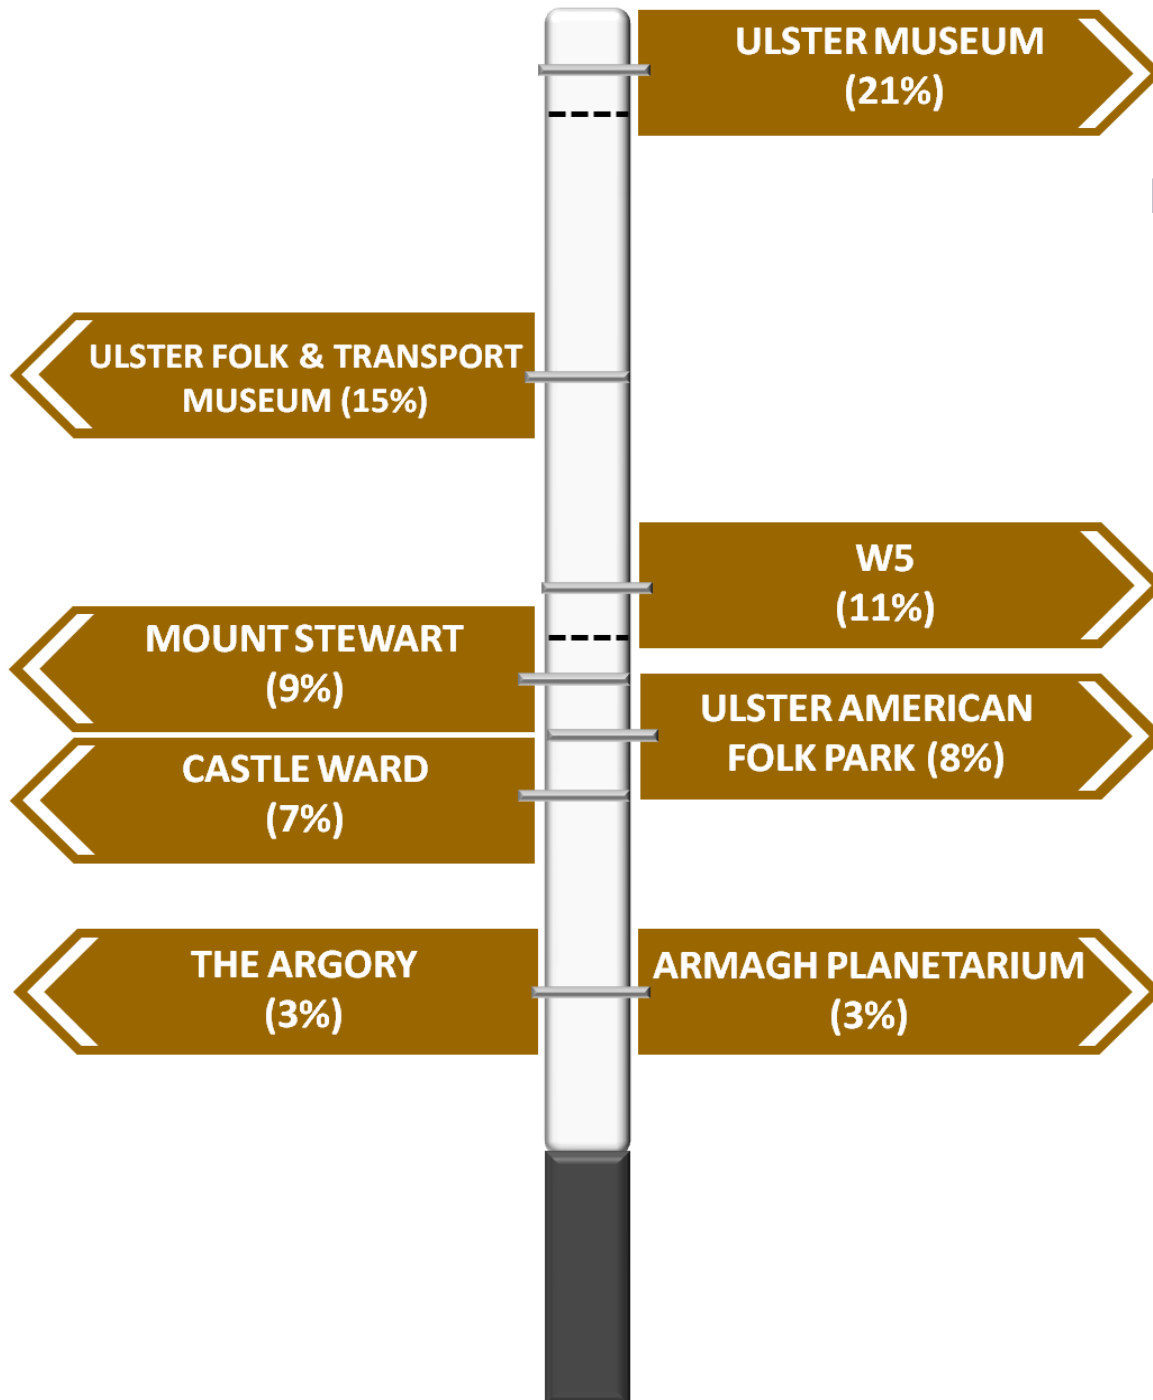 ULSTER MUSEUM
(21%)
ULSTER FOLK & TRANSPORT
MUSEUM (15%)
W5
(11%)
MOUNT STEWART
(9%)
ULSTER AMERICAN
FOLK PARK (8%)
CASTLE WARD
(7%)
THE ARGORY
(3%)
ARMAGH PLANETARIUM
(3%)